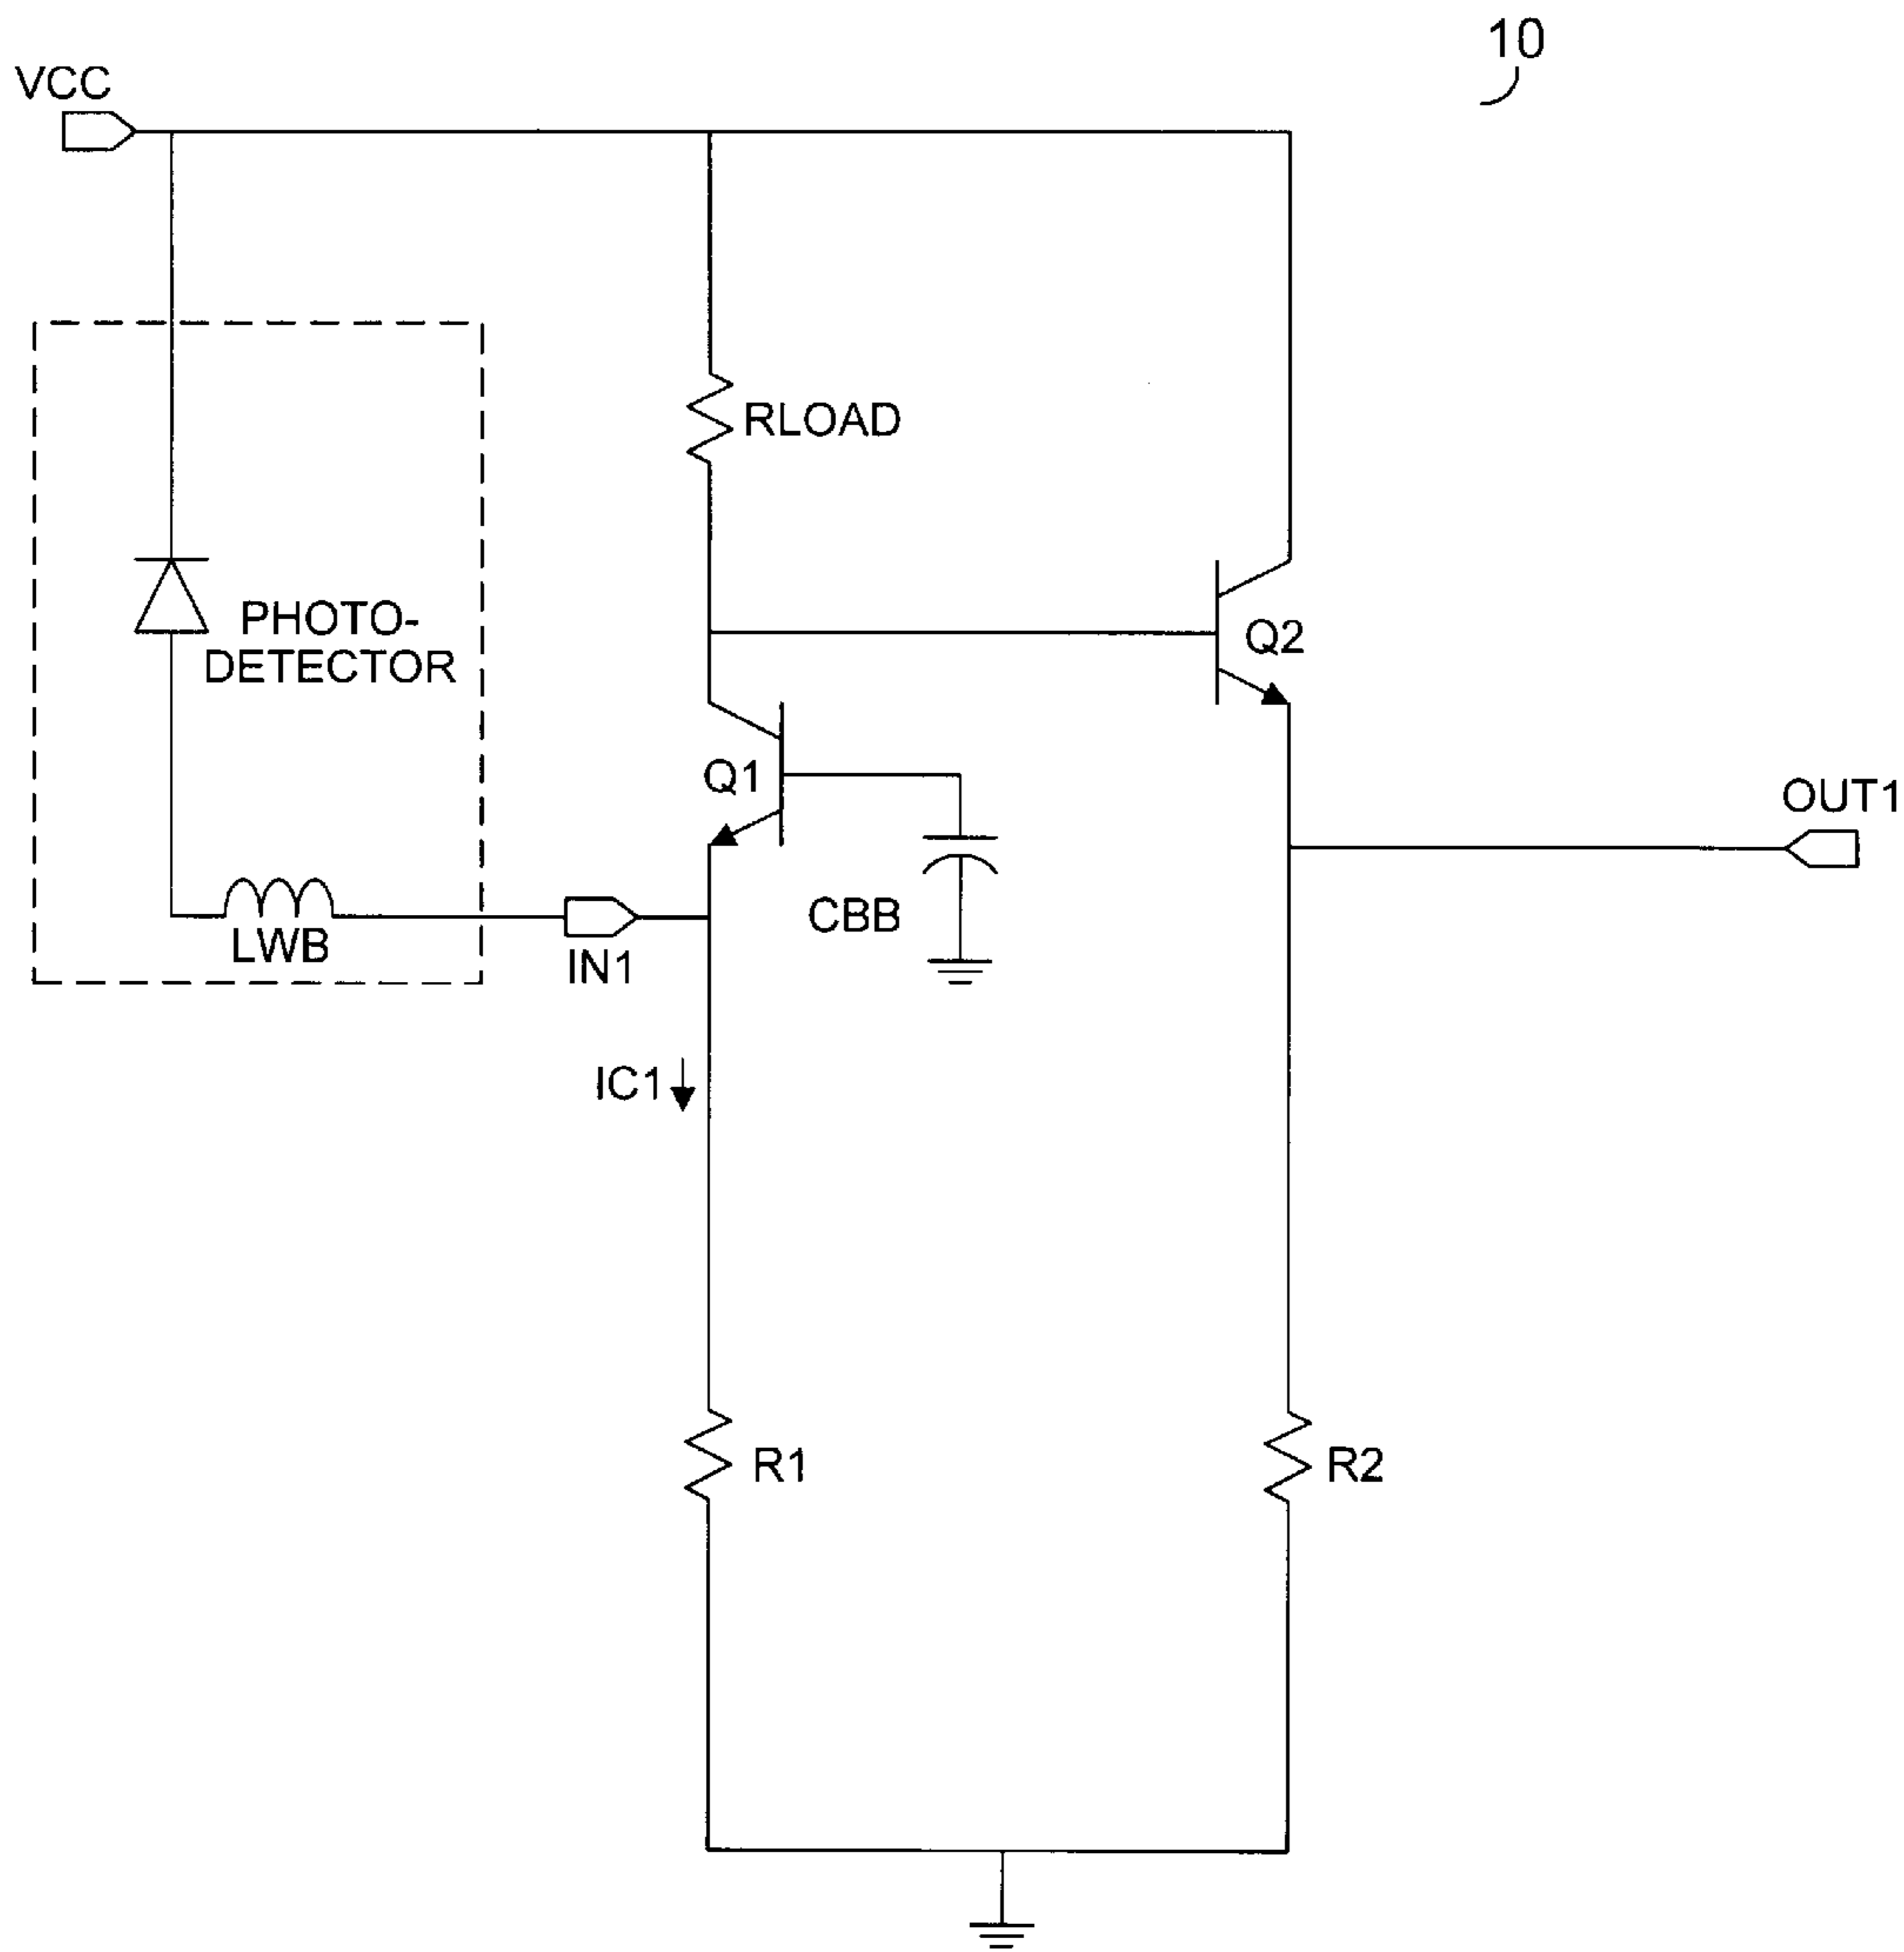 10
VCC
RLOAD
PHOTO-
DETECTOR
Q2
Q1
OUT1
CBB
LWB
IN1
IC1
R1
R2